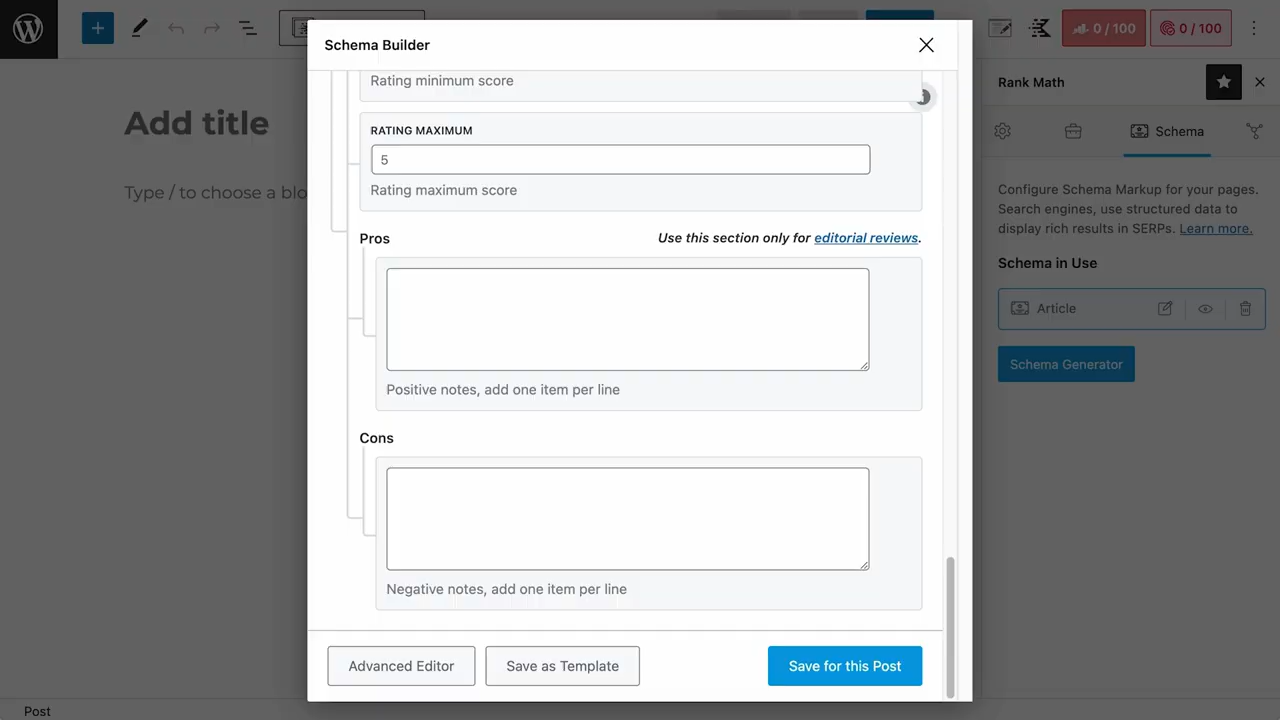 0 / 100
0 / 100
Schema Builder
Rank Math
Add title
Type / to choose a blo
Rating minimum score
RATING MAXIMUM
5
Rating maximum score
Pros
Use this section only for editorial reviews.
Positive notes, add one item per line
Cons
Negative notes, add one item per line
Advanced Editor
Save as Template
Save for this Post
Schema
Configure Schema Markup for your pages.
Search engines, use structured data to
display rich results in SERPs. Learn more.
Schema in Use
Article
Schema Generator
Post